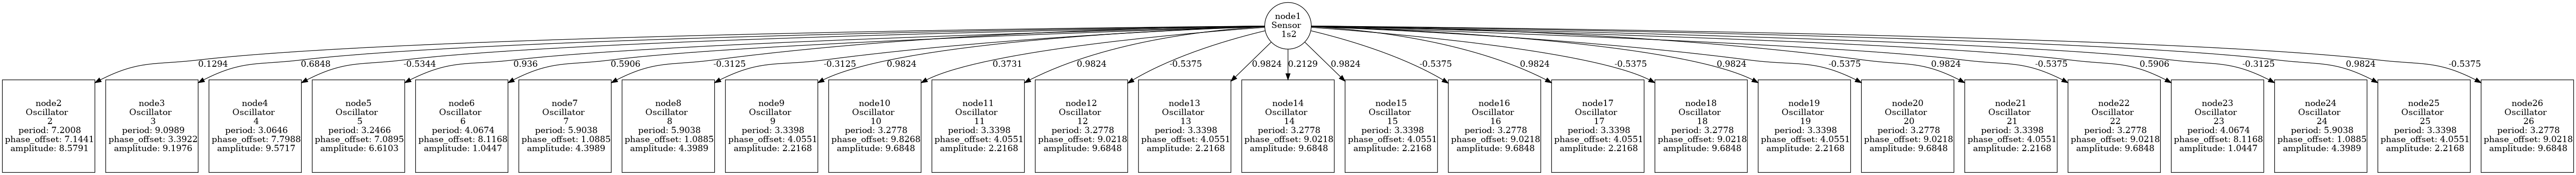 node1
Sensor
1s2
0.1294
0.6848
-0.5344
0.936
0.5906
-0.3125
-0.3125
0.9824
0.3731
0.9824
-0.5375
0.9824
0.2129
0.9824
-0.5375
0.9824
-0.5375
0.9824
-0.5375
0.9824
-0.5375
0.5906
-0.3125
0.9824
-0.5375
node2
Oscillator
2
period: 7.2008
phase_offset: 7.1441
amplitude: 8.5791
node3
Oscillator
3
period: 9.0989
phase_offset: 3.3922
amplitude: 9.1976
node4
Oscillator
4
period: 3.0646
phase_offset: 7.7988
amplitude: 9.5717
node5
Oscillator
5
period: 3.2466
phase_offset: 7.0895
amplitude: 6.6103
node6
Oscillator
6
period: 4.0674
phase_offset: 8.1168
amplitude: 1.0447
node7
Oscillator
7
period: 5.9038
phase_offset: 1.0885
amplitude: 4.3989
node8
Oscillator
8
period: 5.9038
phase_offset: 1.0885
amplitude: 4.3989
node9
Oscillator
9
period: 3.3398
phase_offset: 4.0551
amplitude: 2.2168
node10
Oscillator
10
period: 3.2778
phase_offset: 9.8268
amplitude: 9.6848
node11
Oscillator
11
period: 3.3398
phase_offset: 4.0551
amplitude: 2.2168
node12
Oscillator
12
period: 3.2778
phase_offset: 9.0218
amplitude: 9.6848
node13
Oscillator
13
period: 3.3398
phase_offset: 4.0551
amplitude: 2.2168
node14
Oscillator
14
period: 3.2778
phase_offset: 9.0218
amplitude: 9.6848
node15
Oscillator
15
period: 3.3398
phase_offset: 4.0551
amplitude: 2.2168
node16
Oscillator
16
period: 3.2778
phase_offset: 9.0218
amplitude: 9.6848
node17
Oscillator
17
period: 3.3398
phase_offset: 4.0551
amplitude: 2.2168
node18
Oscillator
18
period: 3.2778
phase_offset: 9.0218
amplitude: 9.6848
node19
Oscillator
19
period: 3.3398
phase_offset: 4.0551
amplitude: 2.2168
node20
Oscillator
20
period: 3.2778
phase_offset: 9.0218
amplitude: 9.6848
node21
Oscillator
21
period: 3.3398
phase_offset: 4.0551
amplitude: 2.2168
node22
Oscillator
22
period: 3.2778
phase_offset: 9.0218
amplitude: 9.6848
node23
Oscillator
23
period: 4.0674
phase_offset: 8.1168
amplitude: 1.0447
node24
Oscillator
24
period: 5.9038
phase_offset: 1.0885
amplitude: 4.3989
node25
Oscillator
25
period: 3.3398
phase_offset: 4.0551
amplitude: 2.2168
node26
Oscillator
26
period: 3.2778
phase_offset: 9.0218
amplitude: 9.6848